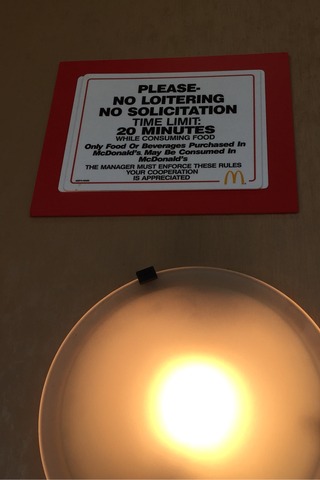 PLEASE-
NO LOITERING
NO SOLICITATION
TIME LIMIT:
20 MINUTES
WHILE CONSUMING FOOD
Only Food Or Beverages Purchased In
McDonald's May Be Consumed In
McDonald's
THE MANAGER MUST ENFORCE THESE RULES
YOUR COOPERATION
IS APPRECIATED